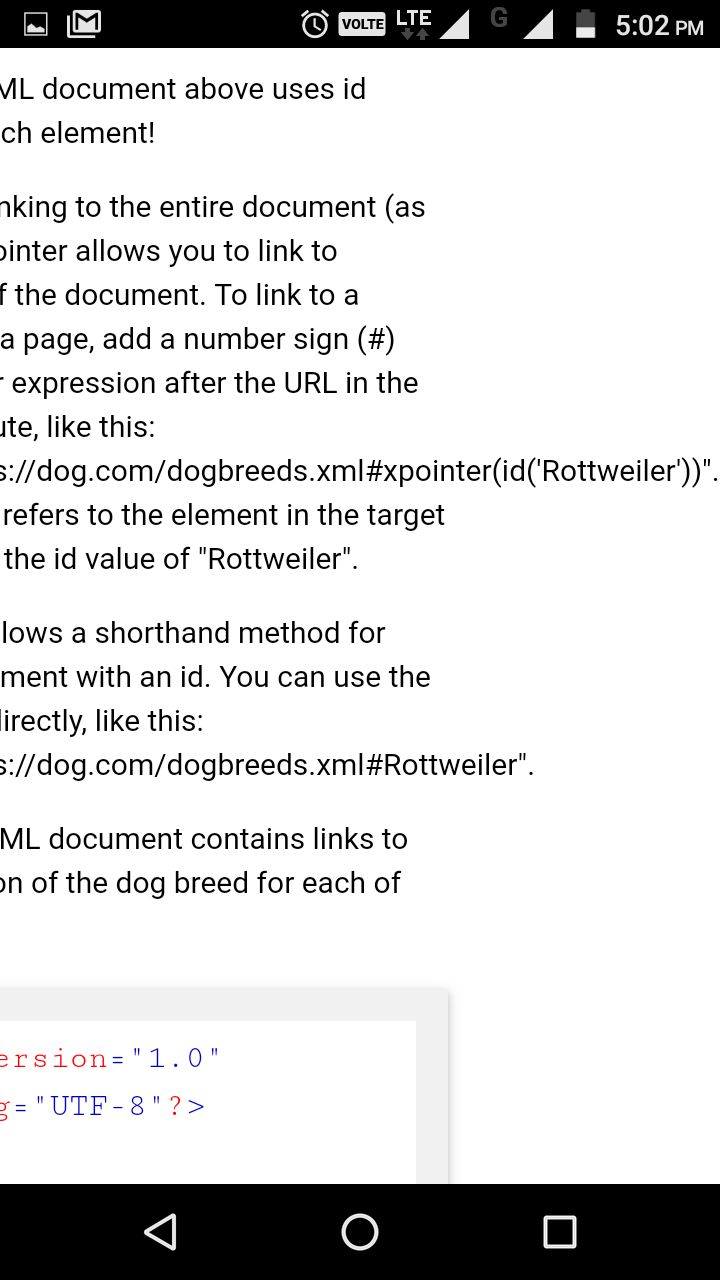 VOLTE LTE G 5:02 PM
ML document above uses id
ch element!
nking to the entire document (as
ointer allows you to link to
f the document. To link to a
a page, add a number sign (#)
r expression after the URL in the
ute, like this:
s://dog.com/dogbreeds.xml#xpointer(id('Rottweiler'))".
refers to the element in the target
the id value of "Rottweiler".
lows a shorthand method for
ment with an id. You can use the
directly, like this:
s://dog.com/dogbreeds.xml#Rottweiler".
ML document contains links to
on of the dog breed for each of
ersion="1.0"
g="UTF-8"?>